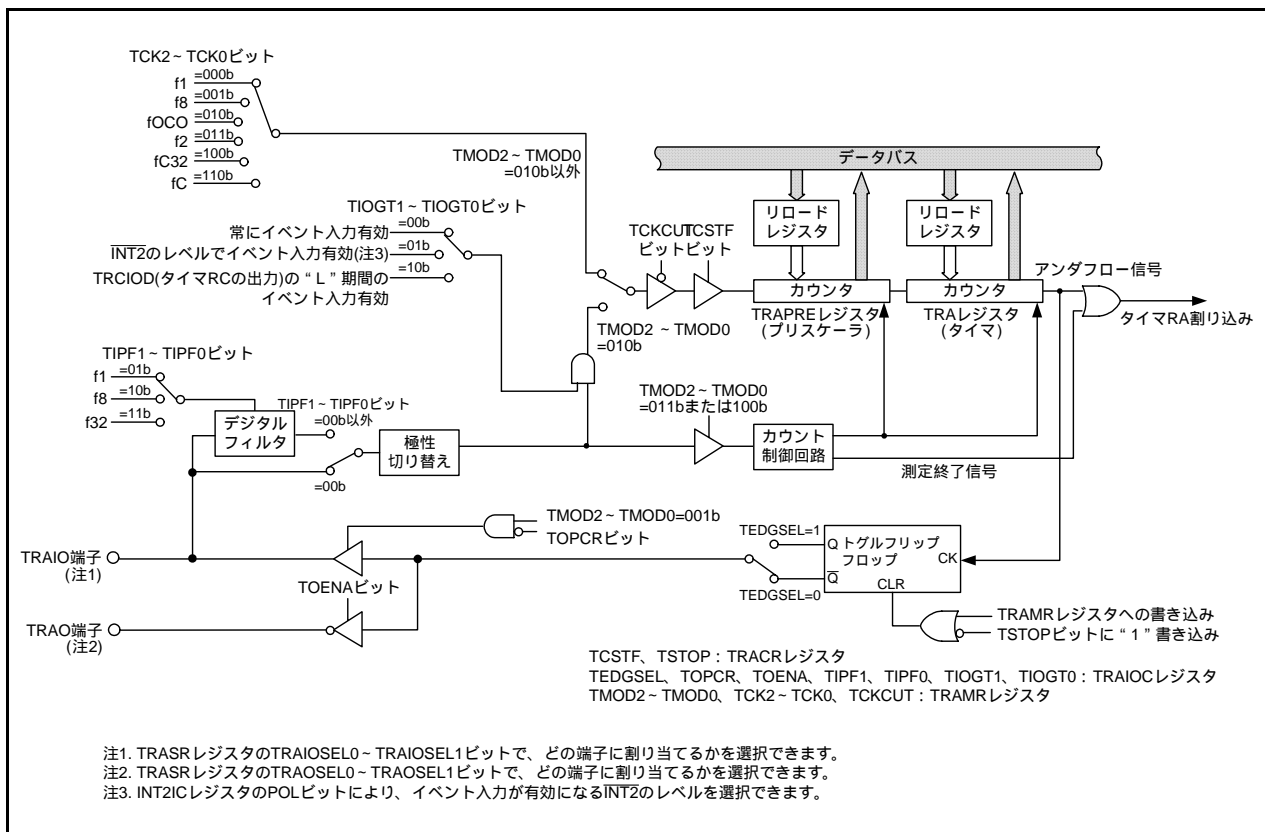 TCK2~TCK0ビット
f1 =000b
f8 =001b
fOCO =010b
f2 =011b
fC32 =100b
fC =110b
TMOD2~TMOD0
=010b以外
データバス
TIOGT1~TIOGT0ビット
常にイベント入力有効 =00b
INT2のレベルでイベント入力有効(注3) =01b
TRCIOD(タイマRCの出力)の“L”期間の =10b
イベント入力有効
TCKCUT
ビット
TCSTF
ビット
リロード
レジスタ
リロード
レジスタ
アンダフロー信号
カウンタ
カウンタ
TRAPREレジスタ
(プリスケーラ)
TRAレジスタ
(タイマ)
タイマRA割り込み
TMOD2 ~TMOD0
=010b
TIPF1~TIPF0ビット
f1 =01b
f8 =10b
f32 =11b
デジタル
フィルタ
TIPF1~TIPF0ビット
=00b以外
=00b
極性
切り替え
TMOD2~TMOD0
=011bまたは100b
カウント
制御回路
測定終了信号
TMOD2~TMOD0=001b
TOPCRビット
TRAIO端子
(注1)
TOENAビット
TRAO端子
(注2)
TEDGSEL=1
TEDGSEL=0
Q トグルフリップ
フロップ
CK
Q
CLR
TRAMRレジスタへの書き込み
TSTOPビットに“1”書き込み
TCSTF、TSTOP:TRACRレジスタ
TEDGSEL、TOPCR、TOENA、TIPF1、TIPF0、TIOGT1、TIOGT0:TRAIOCレジスタ
TMOD2~TMOD0、TCK2~TCK0、TCKCUT:TRAMRレジスタ
注1. TRASRレジスタのTRAIOSEL0~TRAIOSEL1ビットで、どの端子に割り当てるかを選択できます。
注2. TRASRレジスタのTRAOSEL0~TRAOSEL1ビットで、どの端子に割り当てるかを選択できます。
注3. INT2ICレジスタのPOLビットにより、イベント入力が有効になるINT2のレベルを選択できます。